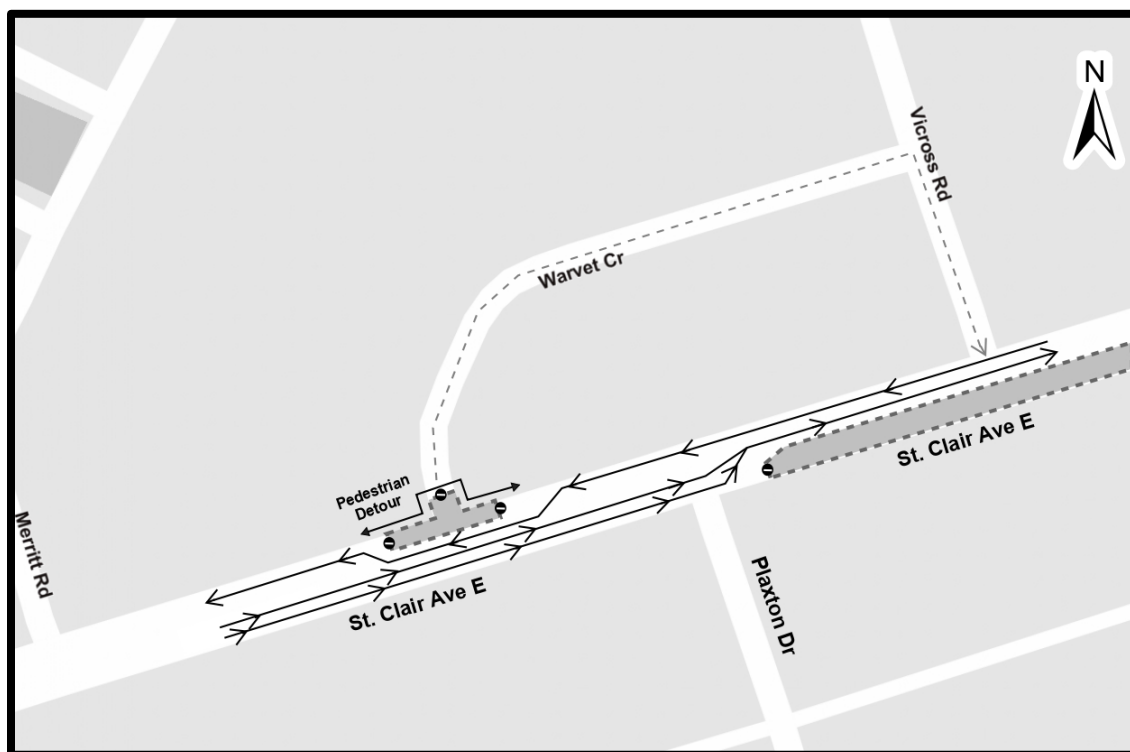 N
Vicross Rd
Warvet Cr
St. Clair Ave E
Pedestrian
Detour
Merritt Rd
St. Clair Ave E
Plaxton Dr